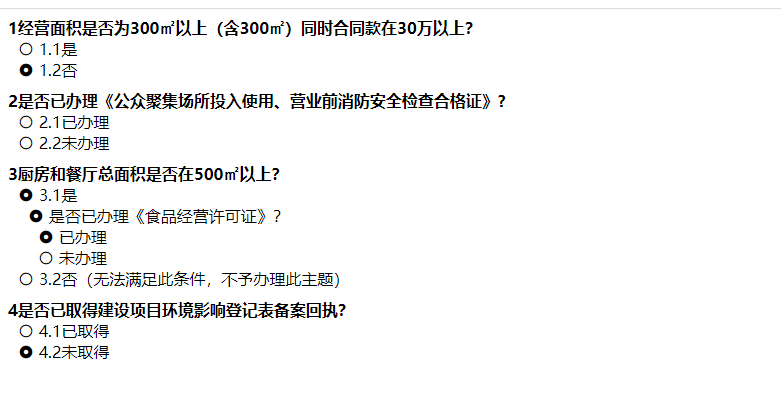 1经营面积是否为300㎡以上（含300㎡）同时合同款在30万以上？
1.1是
1.2否
2是否已办理《公众聚集场所投入使用、营业前消防安全检查合格证》？
2.1已办理
2.2未办理
3厨房和餐厅总面积是否在500㎡以上？
3.1是
是否已办理《食品经营许可证》？
已办理
未办理
3.2否（无法满足此条件，不予办理此主题）
4是否已取得建设项目环境影响登记表备案回执？
4.1已取得
4.2未取得